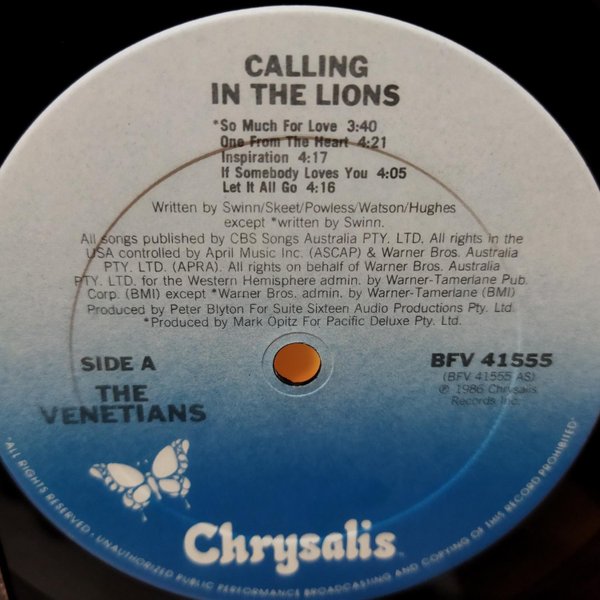 CALLING
IN THE LIONS
*So Much For Love 3:40
One From The Heart 4:21
Inspiration 4:17
If Somebody Loves You 4:05
Let It All Go 4:16
Written by Swinn/Skeet/Powless/Watson/Hughes
except *written by Swinn.
All songs published by CBS Songs Australia PTY. LTD. All rights in the
USA controlled by April Music Inc. (ASCAP) & Warner Bros. Australia
PTY. LTD. (APRA). All rights on behalf of Warner Bros. Australia
PTY. LTD. for the Western Hemisphere admin. by Warner-Tamerlane Pub.
Corp. (BMI) except *Warner Bros. admin. by Warner-Tamerlane (BMI)
Produced by Peter Blyton For Suite Sixteen Audio Productions Pty. Ltd.
*Produced by Mark Opitz For Pacific Deluxe Pty. Ltd.
SIDE A
THE
VENETIANS
BFV 41555
(BFV 41555 AS)
℗ 1986 Chrysalis
Records Inc.
Chrysalis
ALL RIGHTS RESERVED · UNAUTHORIZED PUBLIC PERFORMANCE BROADCASTING AND COPYING OF THIS RECORD PROHIBITED